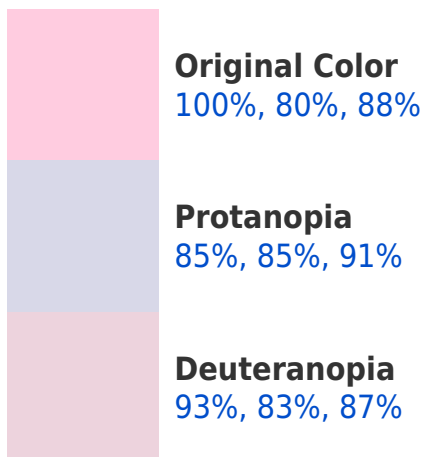 Original Color
100%, 80%, 88%
Protanopia
85%, 85%, 91%
Deuteranopia
93%, 83%, 87%